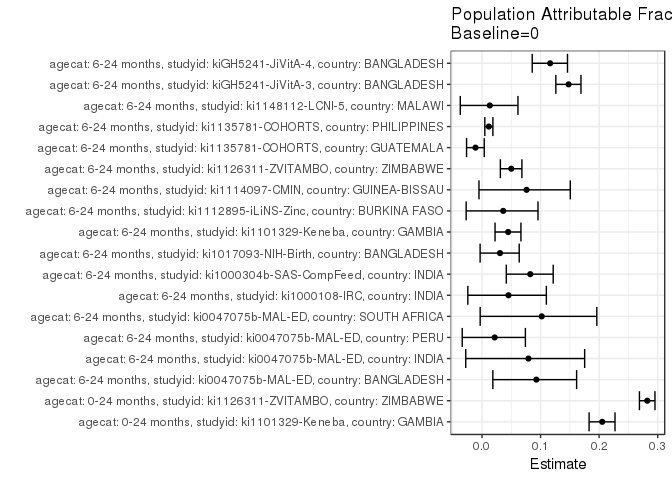 Population Attributable Frac
Baseline=0
agecat: 6-24 months, studyid: kiGH5241-JiVitA-4, country: BANGLADESH
agecat: 6-24 months, studyid: kiGH5241-JiVitA-3, country: BANGLADESH
agecat: 6-24 months, studyid: ki1148112-LCNI-5, country: MALAWI
agecat: 6-24 months, studyid: ki1135781-COHORTS, country: PHILIPPINES
agecat: 6-24 months, studyid: ki1135781-COHORTS, country: GUATEMALA
agecat: 6-24 months, studyid: ki1126311-ZVITAMBO, country: ZIMBABWE
agecat: 6-24 months, studyid: ki1114097-CMIN, country: GUINEA-BISSAU
agecat: 6-24 months, studyid: ki1112895-iLiNS-Zinc, country: BURKINA FASO
agecat: 6-24 months, studyid: ki1101329-Keneba, country: GAMBIA
agecat: 6-24 months, studyid: ki1017093-NIH-Birth, country: BANGLADESH
agecat: 6-24 months, studyid: ki1000304b-SAS-CompFeed, country: INDIA
agecat: 6-24 months, studyid: ki1000108-IRC, country: INDIA
agecat: 6-24 months, studyid: ki0047075b-MAL-ED, country: SOUTH AFRICA
agecat: 6-24 months, studyid: ki0047075b-MAL-ED, country: PERU
agecat: 6-24 months, studyid: ki0047075b-MAL-ED, country: INDIA
agecat: 6-24 months, studyid: ki0047075b-MAL-ED, country: BANGLADESH
agecat: 0-24 months, studyid: ki1126311-ZVITAMBO, country: ZIMBABWE
agecat: 0-24 months, studyid: ki1101329-Keneba, country: GAMBIA
0.0 0.1 0.2 0.3
Estimate